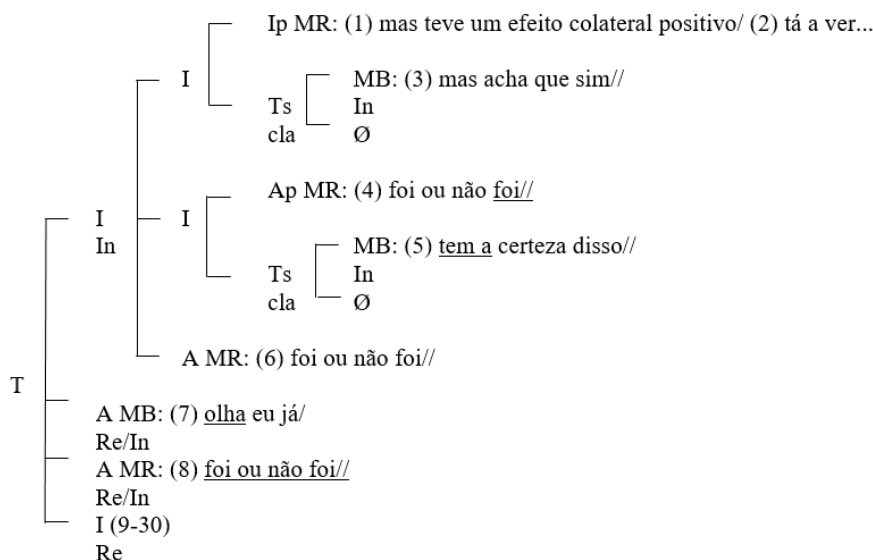 Ip MR: (1) mas teve um efeito colateral positivo/ (2) tá a ver...
I
MB: (3) mas acha que sim//
Ts In
cla Ø
Ap MR: (4) foi ou não foi//
I I
In
MB: (5) tem a certeza disso//
Ts In
cla Ø
A MR: (6) foi ou não foi//
T
A MB: (7) olha eu já/
Re/In
A MR: (8) foi ou não foi//
Re/In
I (9-30)
Re